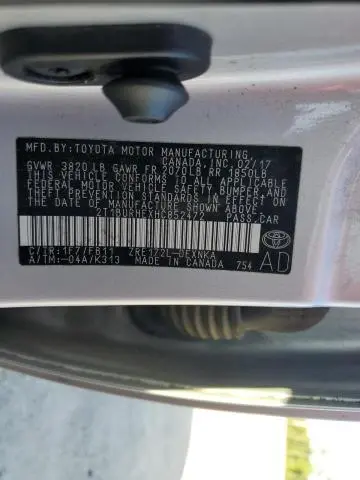 MFD.BY:TOYOTA MOTOR MANUFACTURING
CANADA,INC. 02/17
GVWR 3820LB GAWR FR 2070LB RR 1850LB
THIS VEHICLE CONFORMS TO ALL APPLICABLE
FEDERAL MOTOR VEHICLE SAFETY, BUMPER,AND
THEFT PREVENTION STANDARDS IN EFFECT ON
THE DATE OF MANUFACTURE SHOWN ABOVE.
2T1BURHEXHC852472 PASS.CAR
C/TR:1F7/FB11 ZRE172L-DEXNKA
A/TM:-04A/K313 MADE IN CANADA 754
AD
TOYOTA